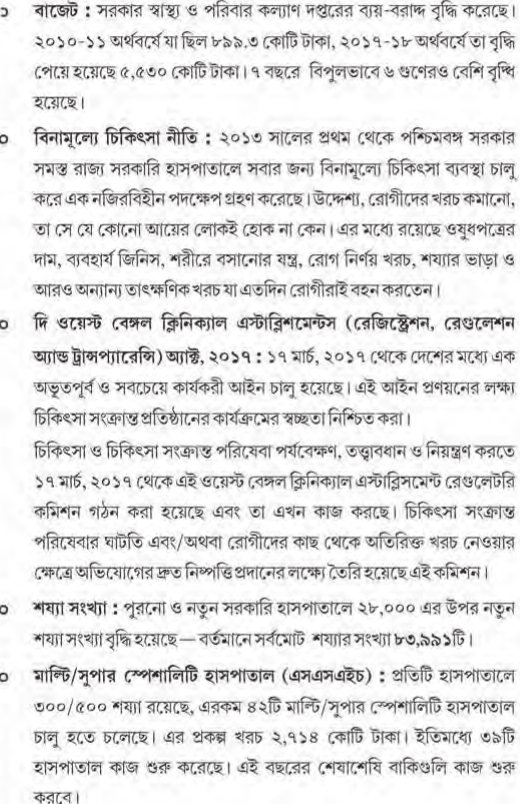 বাজেট : সরকার স্বাস্থ্য ও পরিবার কল্যাণ দপ্তরের ব্যয়-বরাদ্দ বৃদ্ধি করেছে।
২০১০-১১ অর্থবর্ষে যা ছিল ৮৯৯.৩ কোটি টাকা, ২০১৭-১৮ অর্থবর্ষে তা বৃদ্ধি
পেয়ে হয়েছে ৫,৫৩০ কোটি টাকা। ৭ বছরে বিপুলভাবে ৬ গুণেরও বেশি বৃদ্ধি
হয়েছে।
০ বিনামূল্যে চিকিৎসা নীতি : ২০১৩ সালের প্রথম থেকে পশ্চিমবঙ্গ সরকার
সমস্ত রাজ্য সরকারি হাসপাতালে সবার জন্য বিনামূল্যে চিকিৎসা ব্যবস্থা চালু
করে এক নজিরবিহীন পদক্ষেপ গ্রহণ করেছে। উদ্দেশ্য, রোগীদের খরচ কমানো,
তা সে যে কোনো আয়ের লোকই হোক না কেন। এর মধ্যে রয়েছে ওষুধপত্রের
দাম, ব্যবহার্য জিনিস, শরীরে বসানোর যন্ত্র, রোগ নির্ণয় খরচ, শয্যার ভাড়া ও
আরও অন্যান্য তাৎক্ষণিক খরচ যা এতদিন রোগীরাই বহন করতেন।
০ দি ওয়েস্ট বেঙ্গল ক্লিনিক্যাল এস্টাব্লিশমেন্টস (রেজিস্ট্রেশন, রেগুলেশন
অ্যান্ড ট্রান্সপ্যারেন্সি) অ্যাক্ট, ২০১৭ : ১৭ মার্চ, ২০১৭ থেকে দেশের মধ্যে এক
অভূতপূর্ব ও সবচেয়ে কার্যকরী আইন চালু হয়েছে। এই আইন প্রণয়নের লক্ষ্য
চিকিৎসা সংক্রান্ত প্রতিষ্ঠানের কার্যক্রমের স্বচ্ছতা নিশ্চিত করা।
চিকিৎসা ও চিকিৎসা সংক্রান্ত পরিষেবা পর্যবেক্ষণ, তত্ত্বাবধান ও নিয়ন্ত্রণ করতে
১৭ মার্চ, ২০১৭ থেকে এই ওয়েস্ট বেঙ্গল ক্লিনিক্যাল এস্টাব্লিসমেন্ট রেগুলেটরি
কমিশন গঠন করা হয়েছে এবং তা এখন কাজ করছে। চিকিৎসা সংক্রান্ত
পরিষেবার ঘাটতি এবং/অথবা রোগীদের কাছ থেকে অতিরিক্ত খরচ নেওয়ার
ক্ষেত্রে অভিযোগের দ্রুত নিষ্পত্তি প্রদানের লক্ষ্যে তৈরি হয়েছে এই কমিশন।
০ শয্যা সংখ্যা : পুরনো ও নতুন সরকারি হাসপাতালে ২৮,০০০ এর উপর নতুন
শয্যা সংখ্যা বৃদ্ধি হয়েছে — বর্তমানে সর্বমোট শয্যার সংখ্যা ৮৩,৯৯১টি।
০ মাল্টি/সুপার স্পেশালিটি হাসপাতাল (এসএসএইচ) : প্রতিটি হাসপাতালে
৩০০/৫০০ শয্যা রয়েছে, এরকম ৪২টি মাল্টি/সুপার স্পেশালিটি হাসপাতাল
চালু হতে চলেছে। এর প্রকল্প খরচ ২,৭১৪ কোটি টাকা। ইতিমধ্যে ৩৯টি
হাসপাতাল কাজ শুরু করেছে। এই বছরের শেষাশেষি বাকিগুলি কাজ শুরু
করবে।